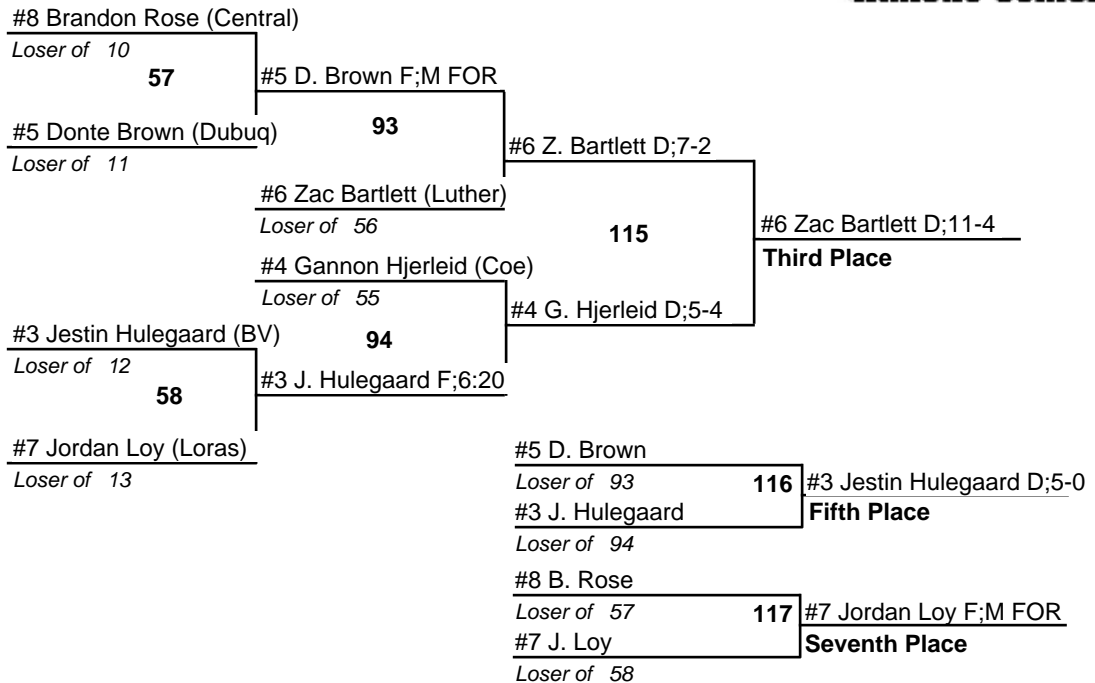 #8 Brandon Rose (Central)
Loser of 10
57
#5 D. Brown F;M FOR
#5 Donte Brown (Dubuq)
Loser of 11
93
#6 Z. Bartlett D;7-2
#6 Zac Bartlett (Luther)
Loser of 56
115
#6 Zac Bartlett D;11-4
Third Place
#4 Gannon Hjerleid (Coe)
Loser of 55
#4 G. Hjerleid D;5-4
#3 Jestin Hulegaard (BV)
Loser of 12
94
58
#3 J. Hulegaard F;6:20
#7 Jordan Loy (Loras)
Loser of 13
#5 D. Brown
Loser of 93
116
#3 Jestin Hulegaard D;5-0
#3 J. Hulegaard
Fifth Place
Loser of 94
#8 B. Rose
Loser of 57
117
#7 Jordan Loy F;M FOR
#7 J. Loy
Seventh Place
Loser of 58